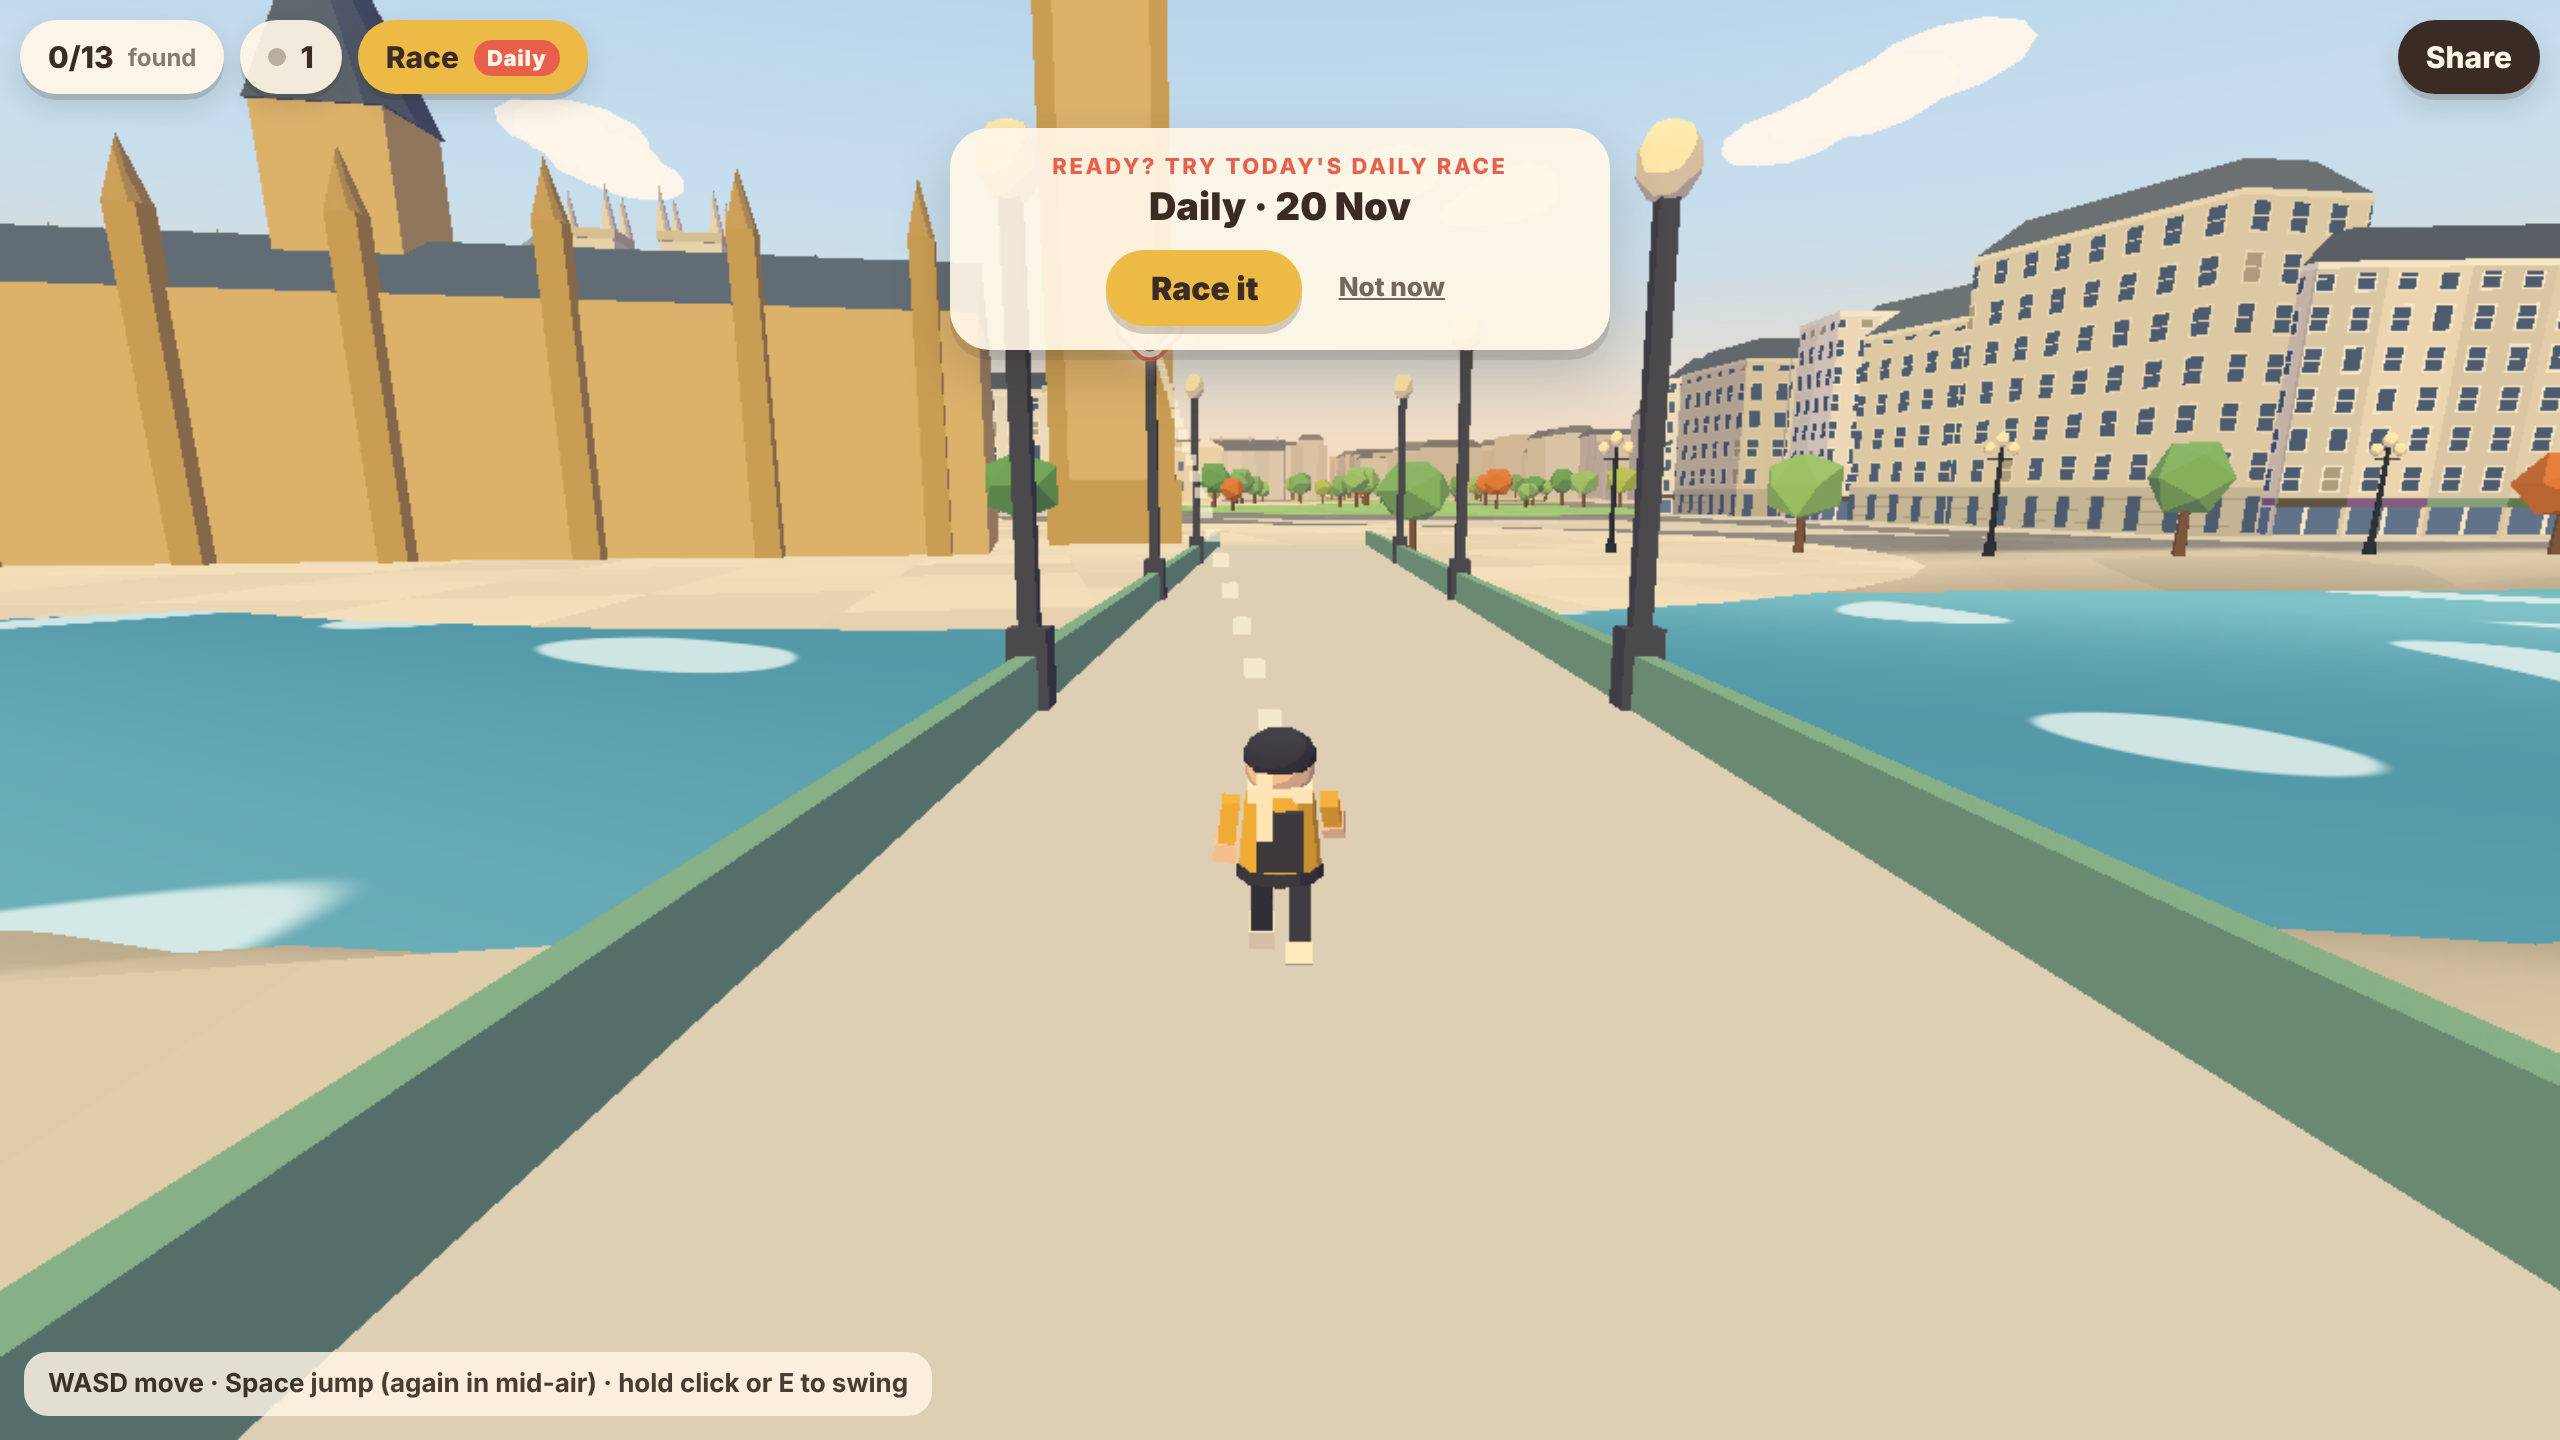 0/13 found
1
Race Daily
Share
READY? TRY TODAY'S DAILY RACE
Daily · 20 Nov
Race it
Not now
WASD move · Space jump (again in mid-air) · hold click or E to swing